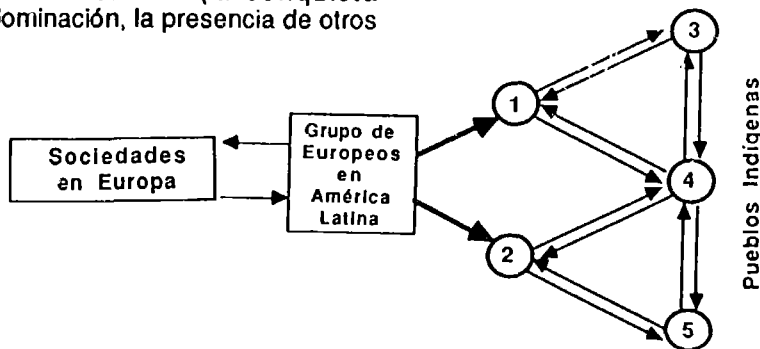 dominación, la presencia de otros
Sociedades
en Europa
Grupo de
Europeos
en
América
Latina
1
2
3
4
5
Pueblos Indígenas